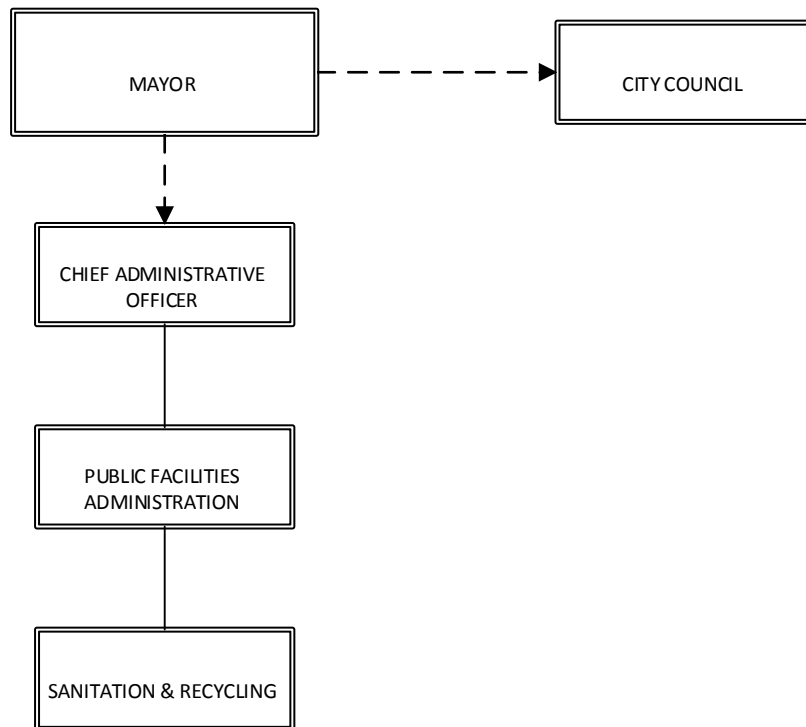 MAYOR
CITY COUNCIL
CHIEF ADMINISTRATIVE
OFFICER
PUBLIC FACILITIES
ADMINISTRATION
SANITATION & RECYCLING